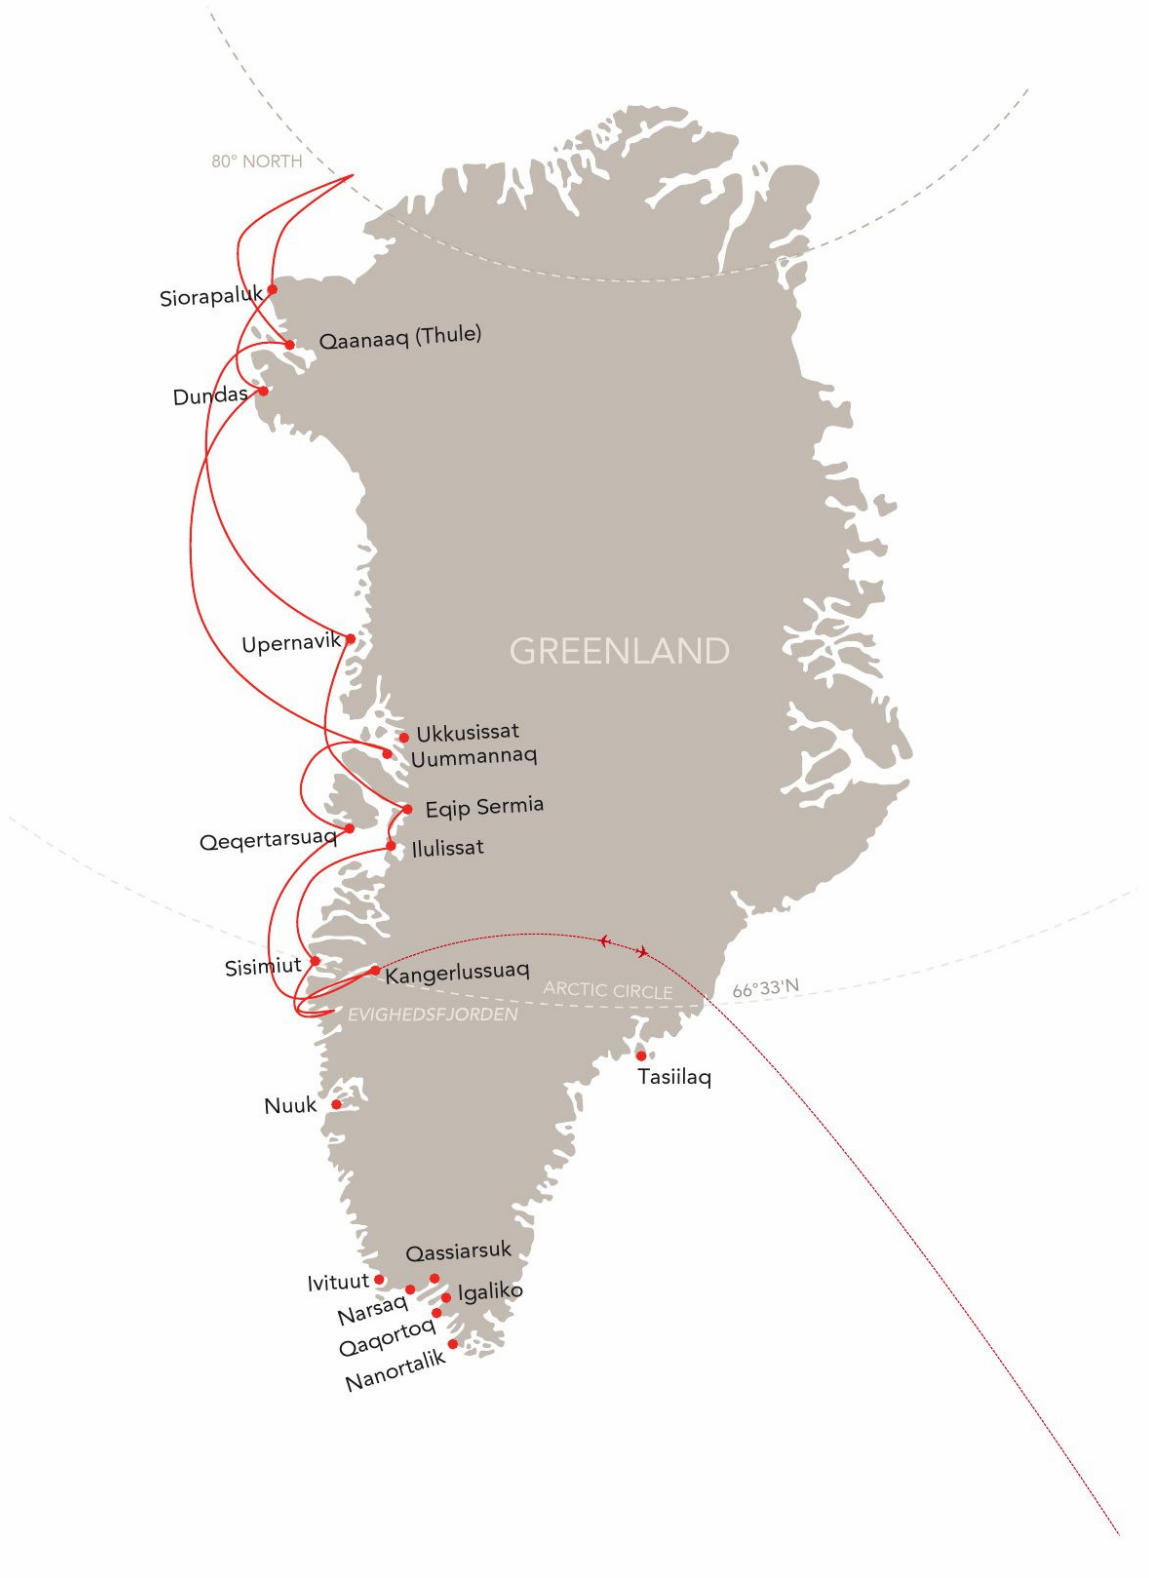 80° NORTH
Siorapaluk
Qaanaaq (Thule)
Dundas
Upernavik
GREENLAND
Ukkusissat
Uummannaq
Eqip Sermia
Qeqertarsuaq
Ilulissat
Sisimiut
Kangerlussuaq
ARCTIC CIRCLE
66°33'N
EVIGHEDSFJORDEN
Tasiilaq
Nuuk
Qassiarsuk
Ivituut
Igaliko
Narsaq
Qaqortoq
Nanortalik